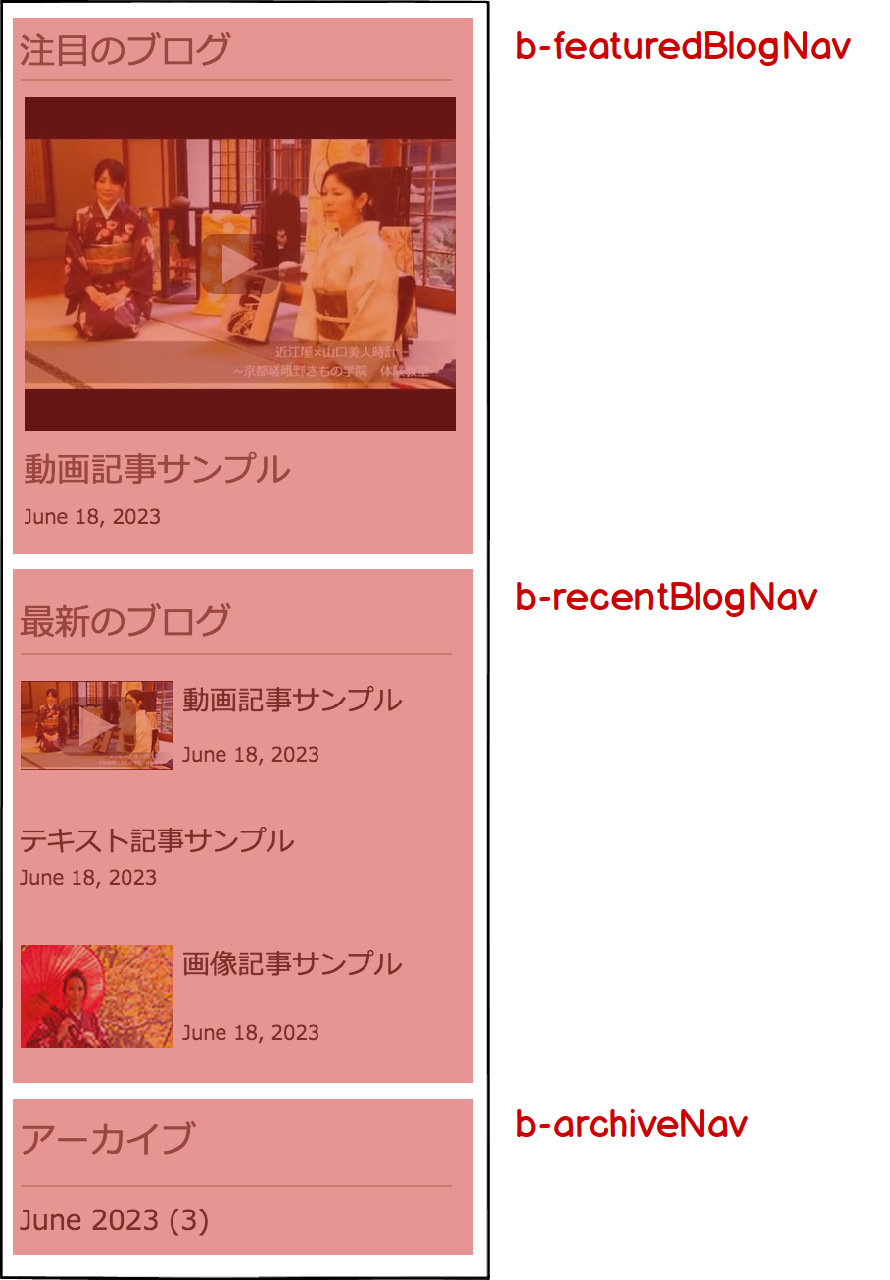 注目のブログ
b-featuredBlogNav
近江屋×山口美人時計
~京都嵯峨野きもの学院 体験教室~
動画記事サンプル
June 18, 2023
最新のブログ
b-recentBlogNav
動画記事サンプル
June 18, 2023
テキスト記事サンプル
June 18, 2023
画像記事サンプル
June 18, 2023
アーカイブ
b-archiveNav
June 2023 (3)